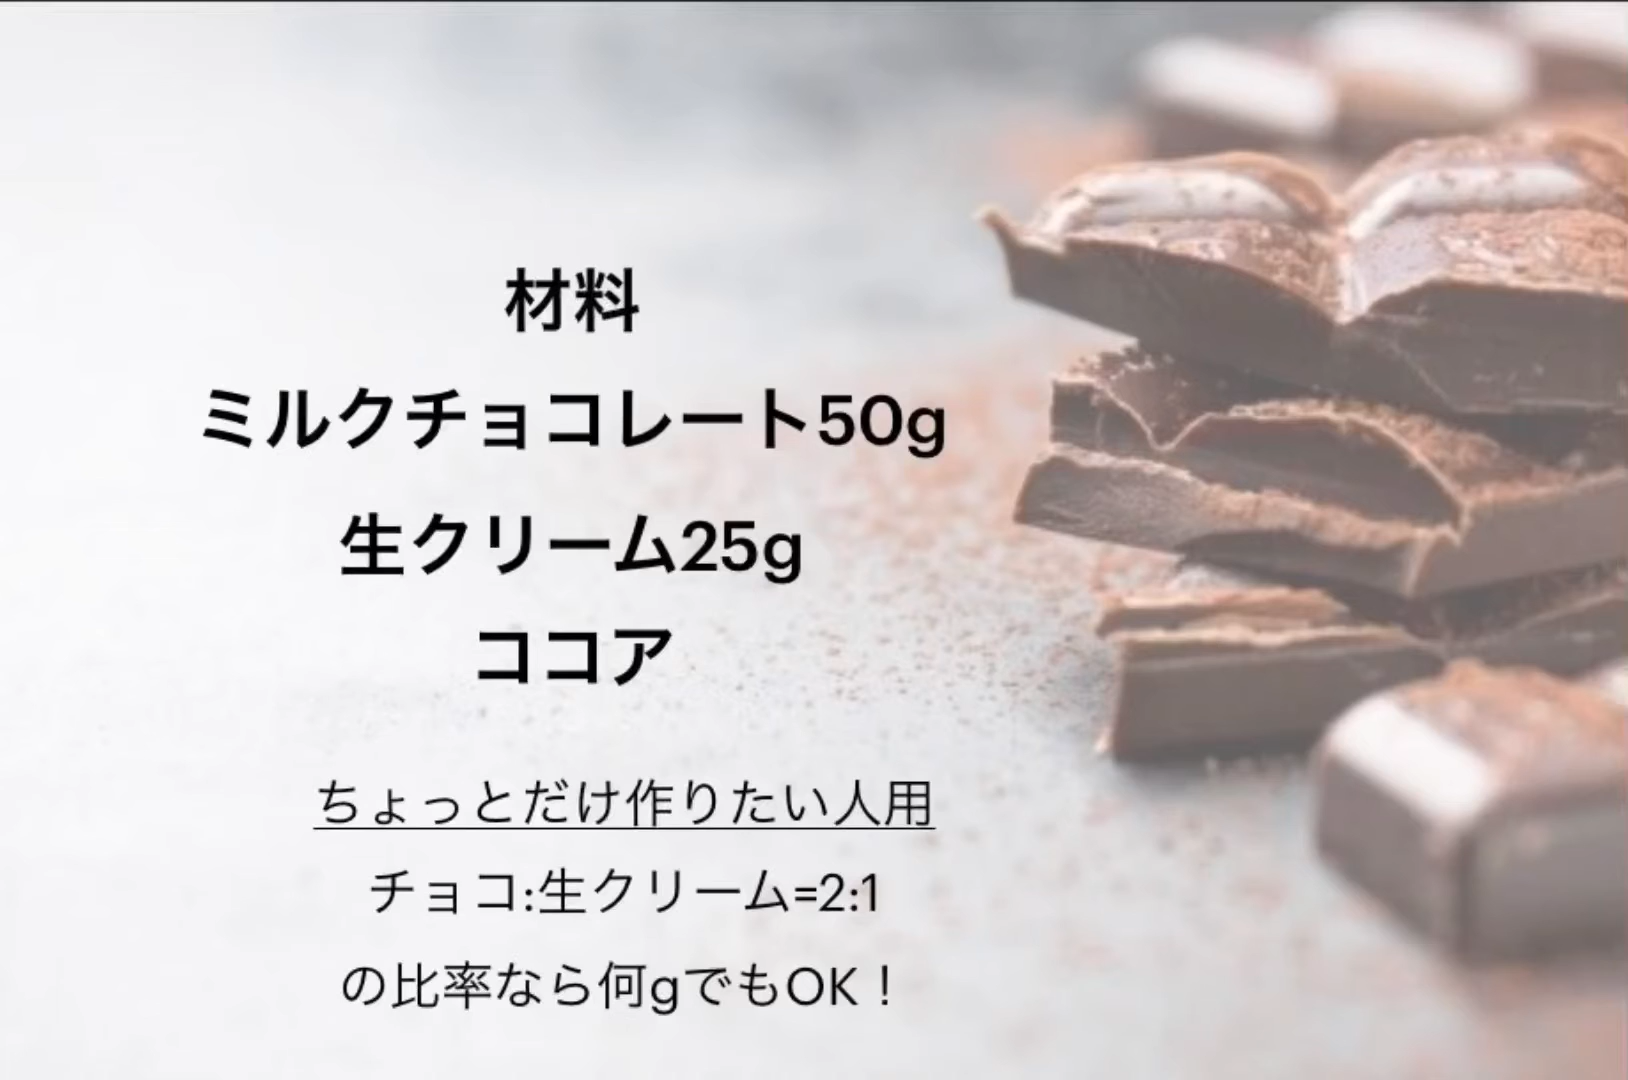 材料
ミルクチョコレート50g
生クリーム25g
ココア
ちょっとだけ作りたい人用
チョコ:生クリーム=2:1
の比率なら何gでもOK！